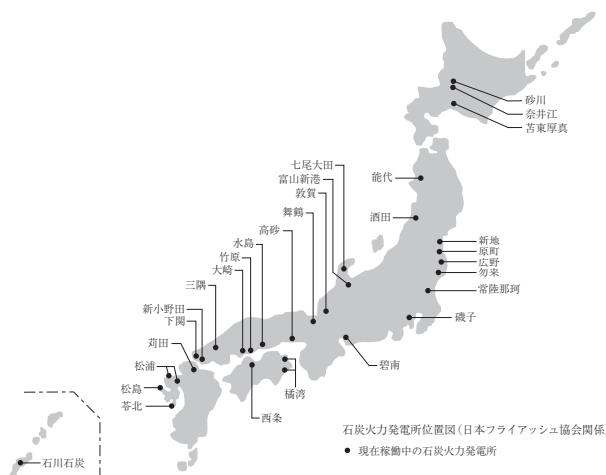 砂川
奈井江
苫東厚真
七尾大田
富山新港
敦賀
能代
舞鶴
酒田
高砂
水島
竹原
大崎
新地
原町
広野
勿来
三隅
常陸那珂
新小野田
下関
磯子
苅田
碧南
松浦
松島
橘湾
苓北
西条
石炭火力発電所位置図(日本フライアッシュ協会関係
● 現在稼働中の石炭火力発電所
石川石炭